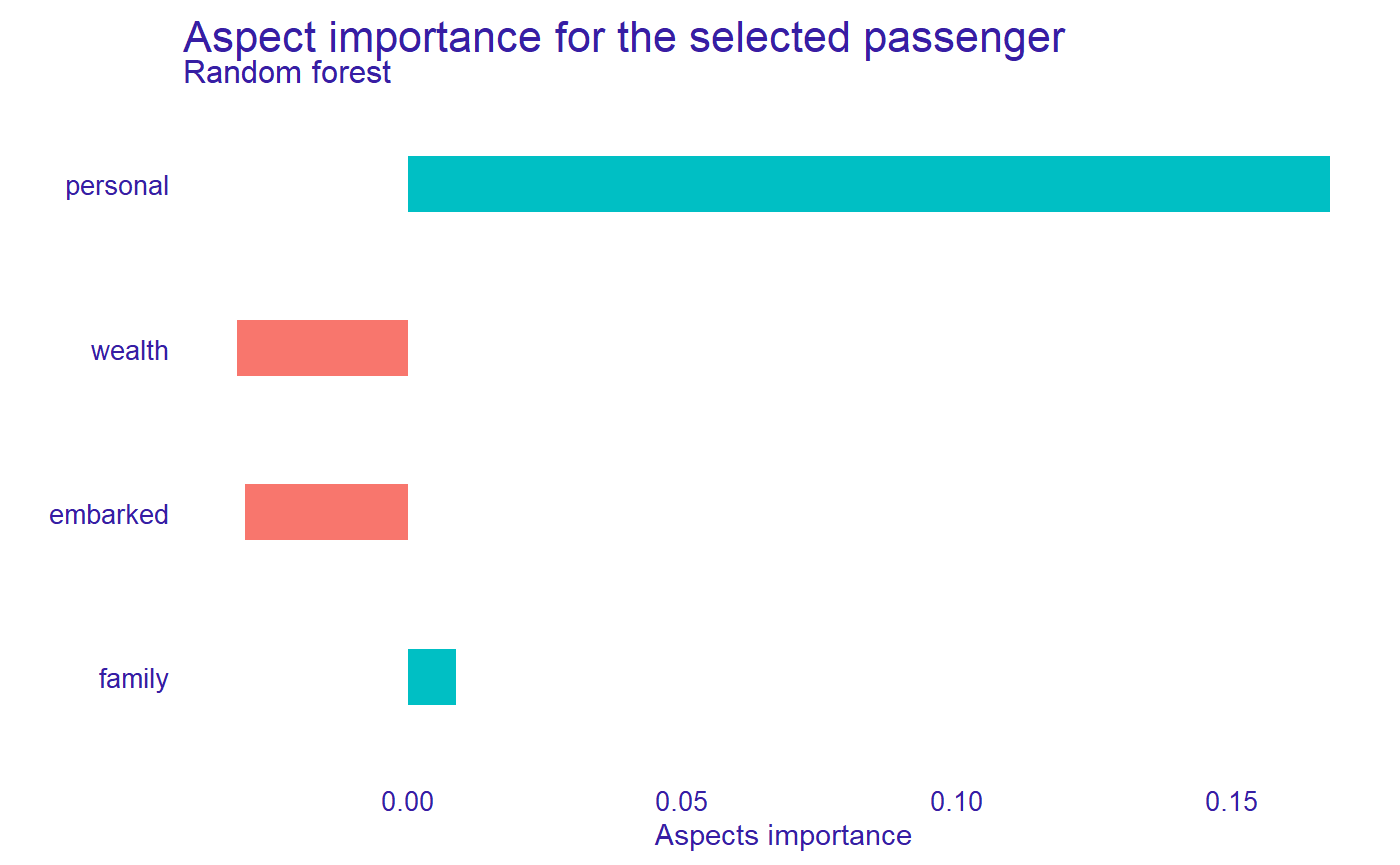 Aspect importance for the selected passenger
Random forest
personal
wealth
embarked
family
0.00 0.05 0.10 0.15
Aspects importance